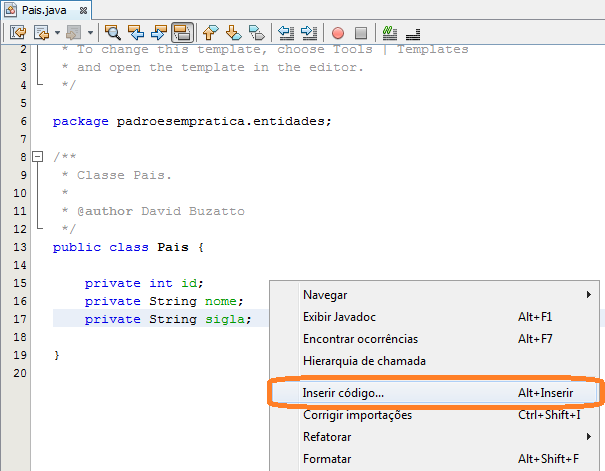 Pais.java
2 * To change this template, choose Tools | Templates
3 * and open the template in the editor.
4 */
5
6 package padroesempratica.entidades;
7
8 /**
9 * Classe Pais.
10 *
11 * @author David Buzatto
12 */
13 public class Pais {
14
15 private int id;
16 private String nome;
17 private String sigla;
18
19 }
20
Navegar
Exibir Javadoc Alt+F1
Encontrar ocorrências Alt+F7
Hierarquia de chamada
Inserir código... Alt+Inserir
Corrigir importações Ctrl+Shift+I
Refatorar
Formatar Alt+Shift+F